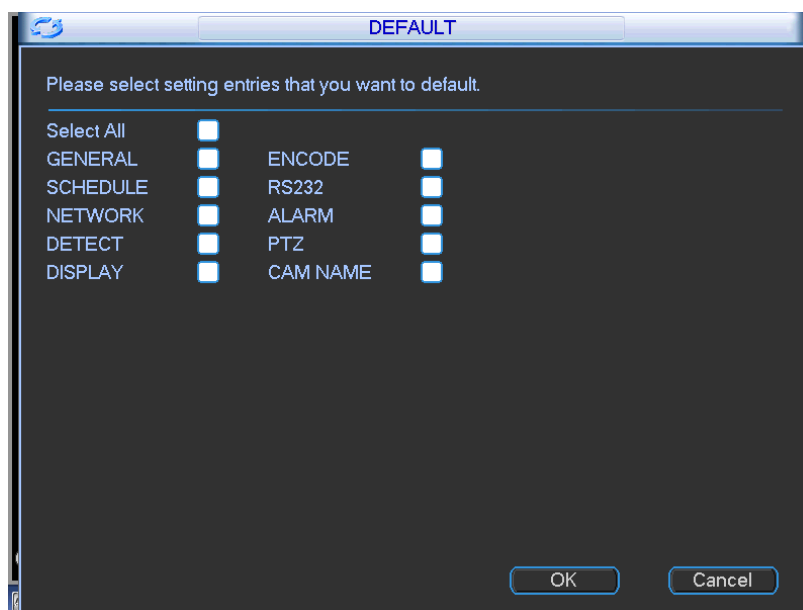 DEFAULT
Please select setting entries that you want to default.
Select All
GENERAL ENCODE
SCHEDULE RS232
NETWORK ALARM
DETECT PTZ
DISPLAY CAM NAME
OK Cancel